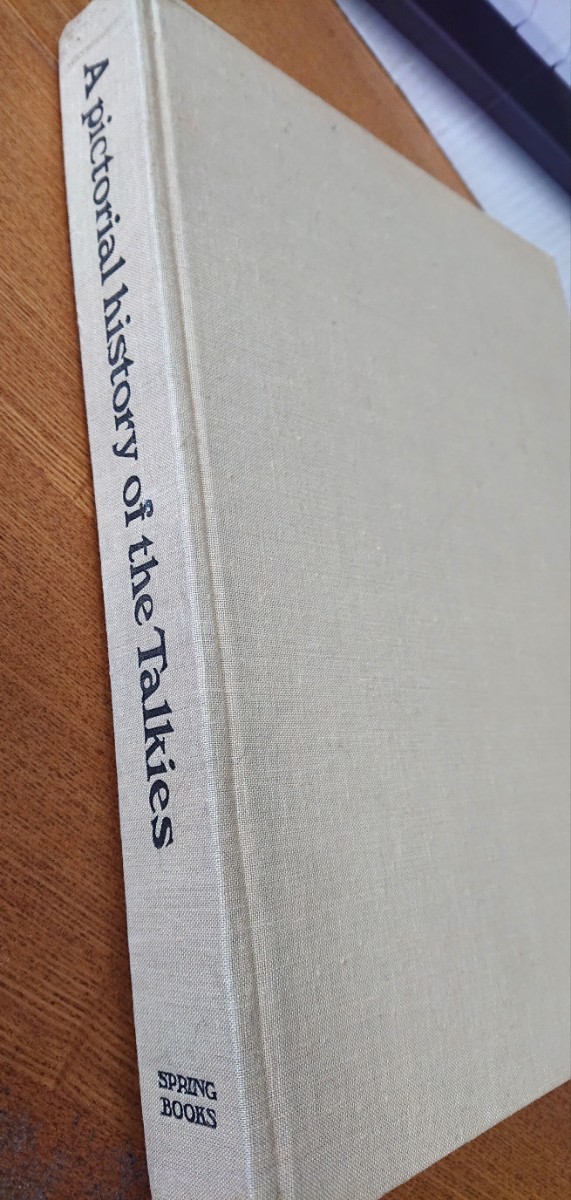 A pictorial history of the Talkies
SPRING
BOOKS